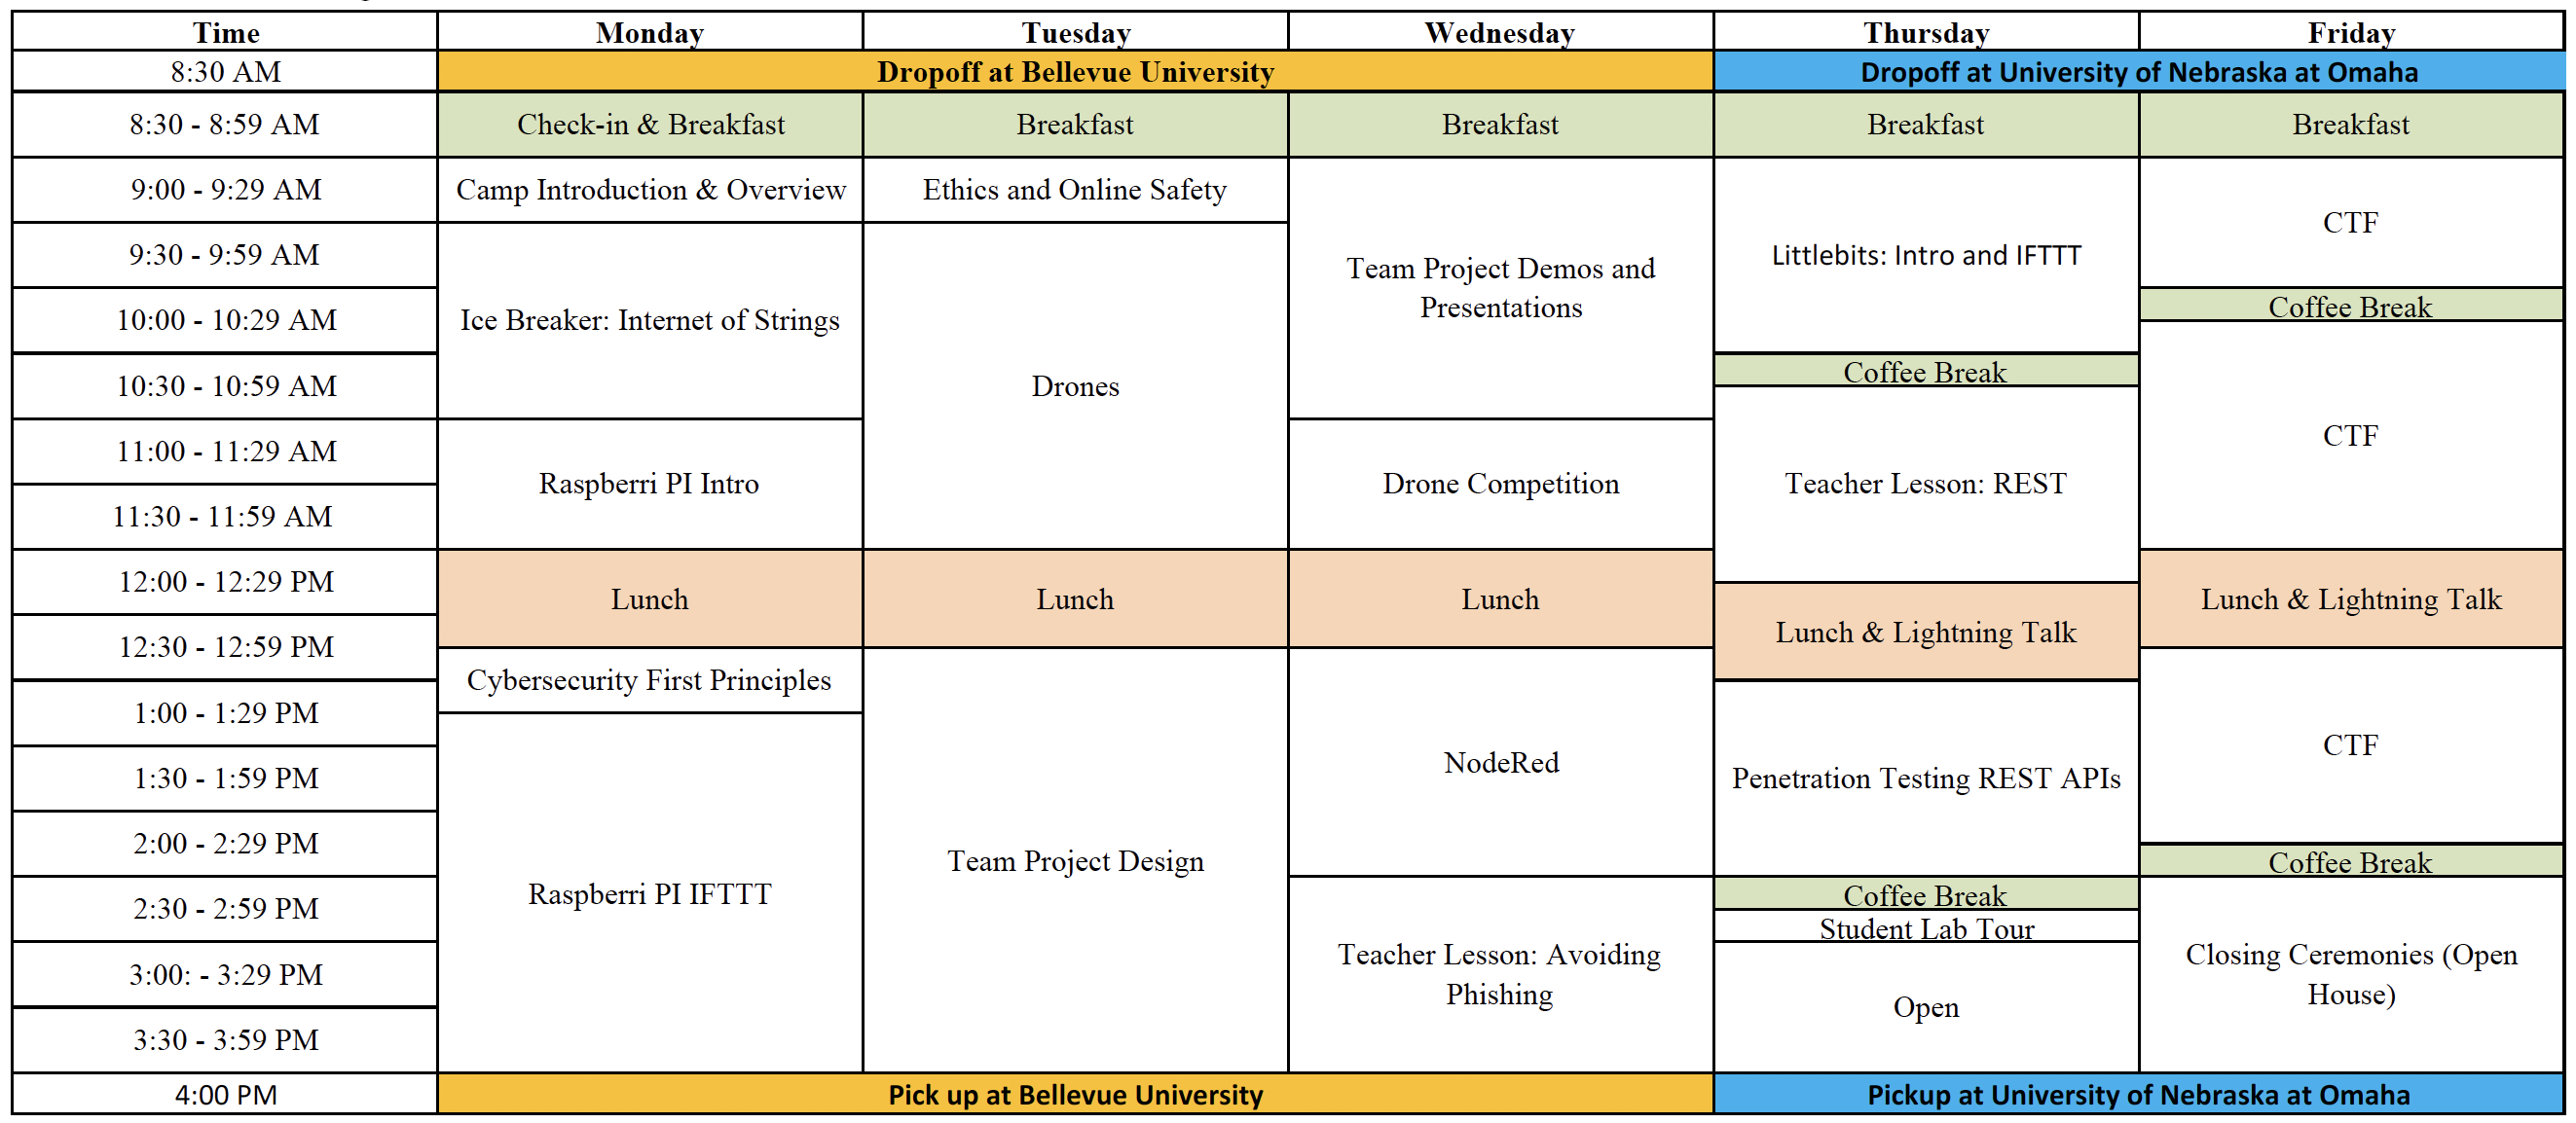 Time Monday Tuesday Wednesday Thursday Friday
8:30 AM Dropoff at Bellevue University Dropoff at University of Nebraska at Omaha
8:30 - 8:59 AM Check-in & Breakfast Breakfast Breakfast Breakfast Breakfast
9:00 - 9:29 AM Camp Introduction & Overview Ethics and Online Safety
CTF
9:30 - 9:59 AM Littlebits: Intro and IFTTT
Team Project Demos and
Presentations
Coffee Break
10:00 - 10:29 AM Ice Breaker: Internet of Strings
Coffee Break
10:30 - 10:59 AM Drones
CTF
11:00 - 11:29 AM
Raspberri PI Intro Drone Competition Teacher Lesson: REST
11:30 - 11:59 AM
12:00 - 12:29 PM
Lunch Lunch Lunch Lunch & Lightning Talk
Lunch & Lightning Talk
12:30 - 12:59 PM
Cybersecurity First Principles
1:00 - 1:29 PM
CTF
NodeRed
1:30 - 1:59 PM Penetration Testing REST APIs
2:00 - 2:29 PM
Team Project Design Coffee Break
Raspberri PI IFTTT Coffee Break
2:30 - 2:59 PM
Student Lab Tour
Teacher Lesson: Avoiding
Phishing
Closing Ceremonies (Open
House)
3:00: - 3:29 PM
Open
3:30 - 3:59 PM
4:00 PM Pick up at Bellevue University Pickup at University of Nebraska at Omaha